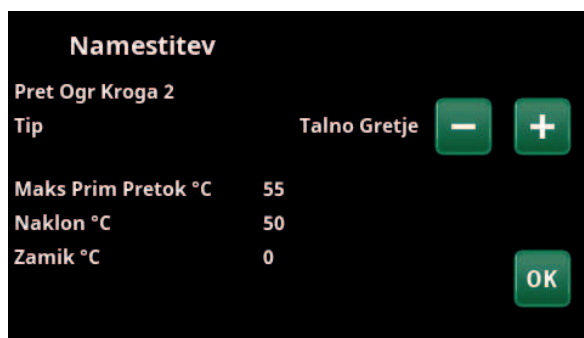 Namestitev
Pret Ogr Kroga 2
Tip Talno Gretje − +
Maks Prim Pretok °C 55
Naklon °C 50
Zamik °C 0
OK